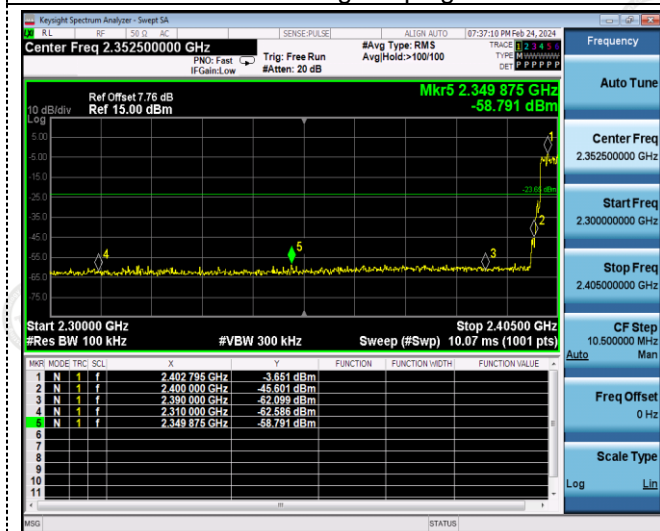 Keysight Spectrum Analyzer - Swept SA
RL RF 50 Ω AC SENSE:PULSE ALIGN AUTO 07:37:10 PM Feb 24, 2024
Center Freq 2.352500000 GHz #Avg Type: RMS TRACE 1 2 3 4 5 6
PNO: Fast Trig: Free Run Avg|Hold:>100/100 TYPE M WWWWW
IFGain:Low #Atten: 20 dB DET P P P P P P
Mkr5 2.349 875 GHz
Ref Offset 7.76 dB
10 dB/div Ref 15.00 dBm -58.791 dBm
Log
5.00
-5.00
-15.0
-25.0
-35.0
-45.0
-55.0
-65.0
-75.0
1
-23.65 dBm
2
5
4
3
Start 2.30000 GHz Stop 2.40500 GHz
#Res BW 100 kHz #VBW 300 kHz Sweep (#Swp) 10.07 ms (1001 pts)
MKR MODE TRC SCL X Y FUNCTION FUNCTION WIDTH FUNCTION VALUE
1 N 1 f 2.402 795 GHz -3.651 dBm
2 N 1 f 2.400 000 GHz -45.601 dBm
3 N 1 f 2.390 000 GHz -62.099 dBm
4 N 1 f 2.310 000 GHz -62.586 dBm
5 N 1 f 2.349 875 GHz -58.791 dBm
6
7
8
9
10
11
MSG STATUS
Frequency
Auto Tune
Center Freq
2.352500000 GHz
Start Freq
2.300000000 GHz
Stop Freq
2.405000000 GHz
CF Step
10.500000 MHz
Auto Man
Freq Offset
0 Hz
Scale Type
Log Lin